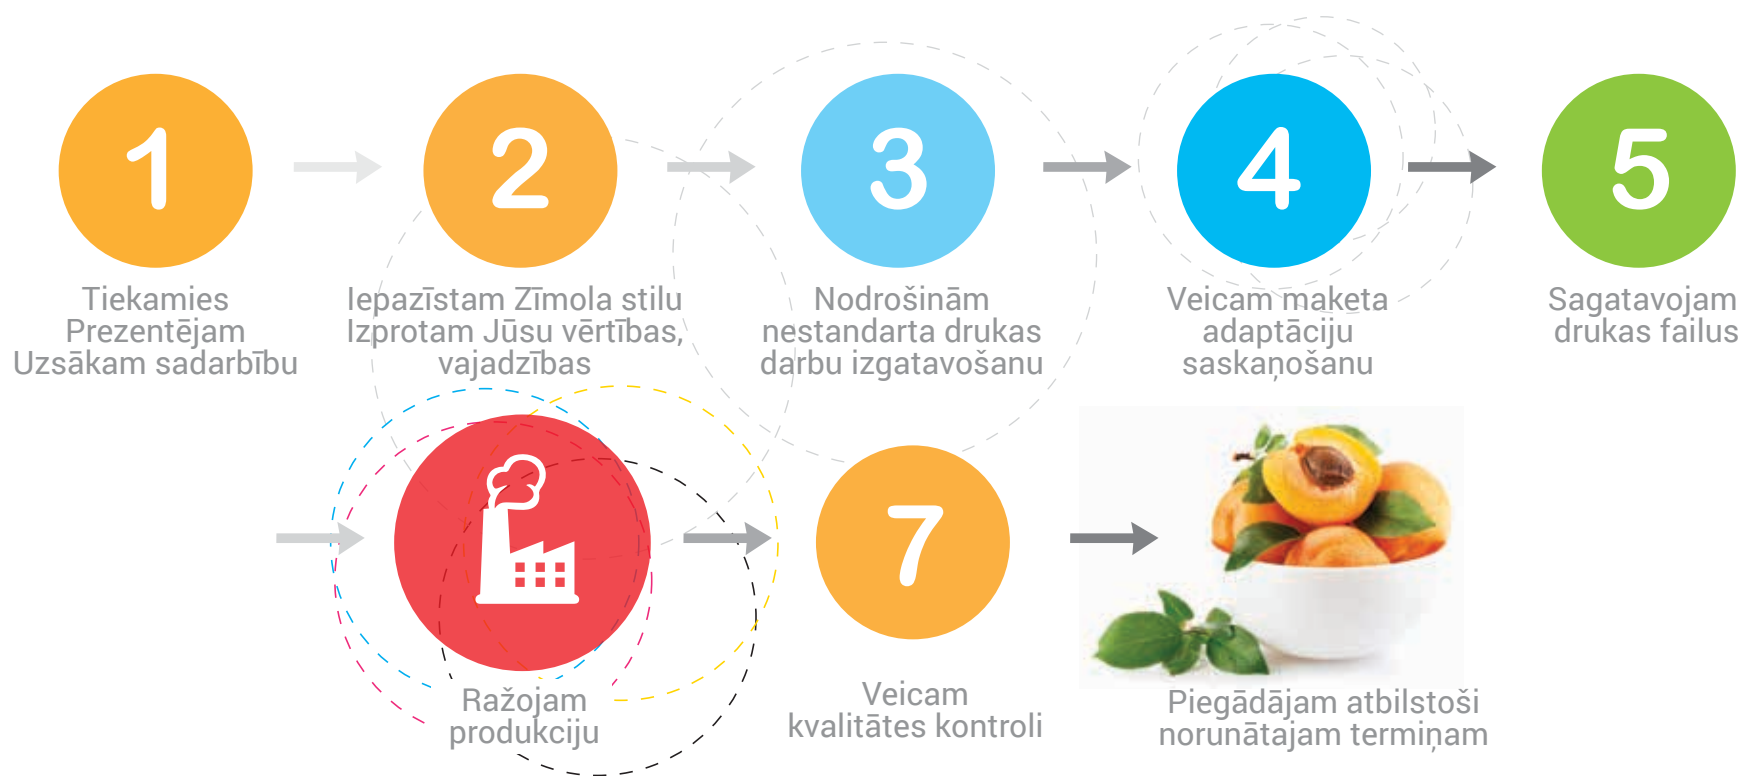 1
2
3
4
5
Tiekamies
Prezentējam
Uzsākam sadarbību
Iepazīstam Zīmola stilu
Izprotam Jūsu vērtības,
vajadzības
Nodrošinām
nestandarta drukas
darbu izgatavošanu
Veicam maketa
adaptāciju
saskaņošanu
Sagatavojam
drukas failus
7
Ražojam
produkciju
Veicam
kvalitātes kontroli
Piegādājam atbilstoši
norunātajam termiņam